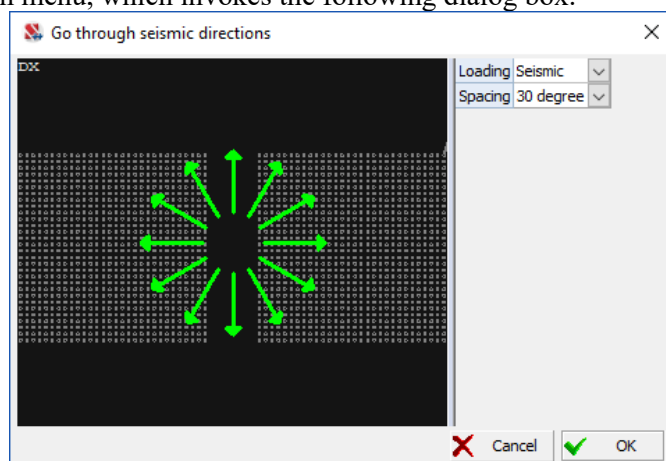 n menu, which invokes the following dialog box.
Go through seismic directions
DX
Loading Seismic
Spacing 30 degree
Cancel OK